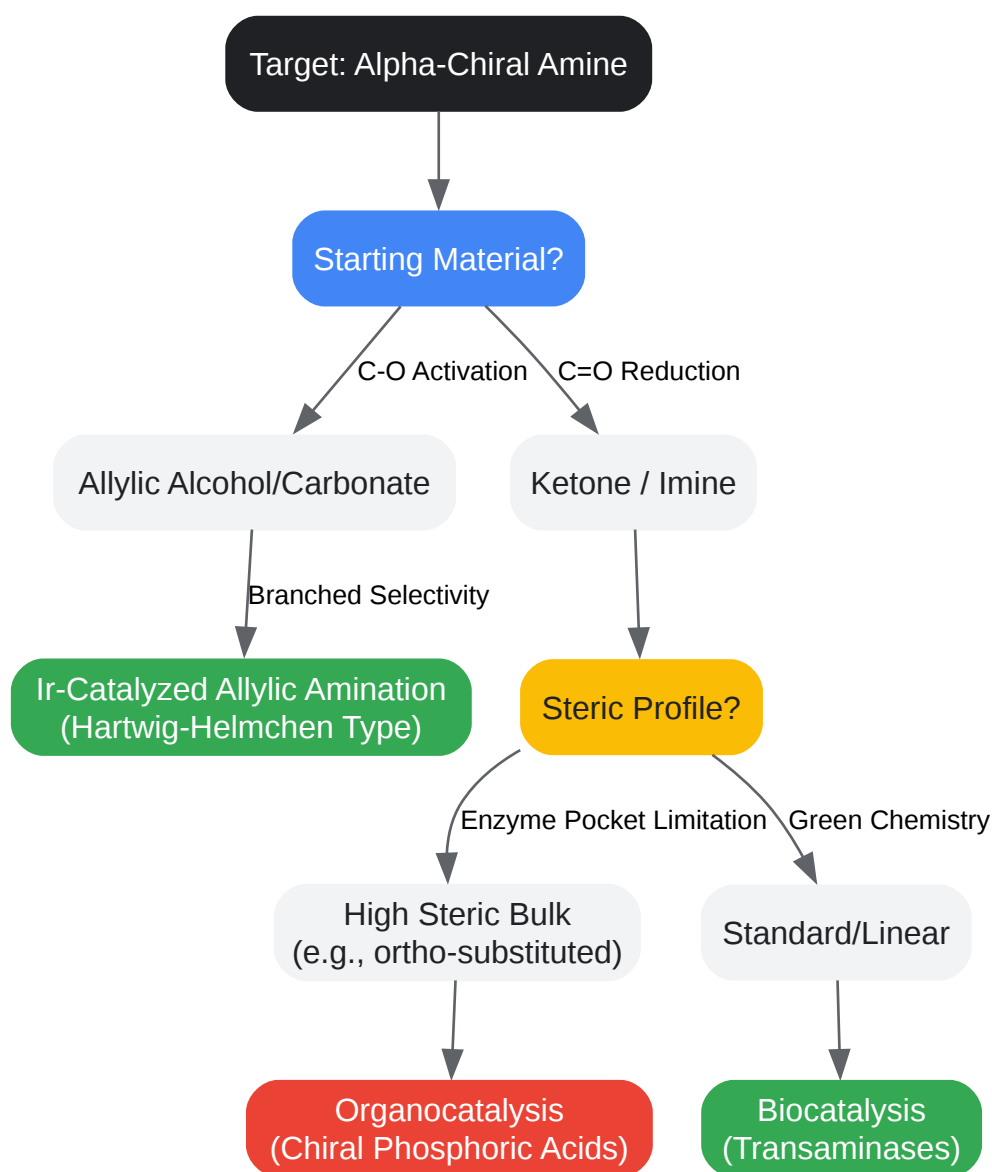 Target: Alpha-Chiral Amine
Starting Material?
C-O Activation
C=O Reduction
Allylic Alcohol/Carbonate
Ketone / Imine
Branched Selectivity
Ir-Catalyzed Allylic Amination
(Hartwig-Helmchen Type)
Steric Profile?
Enzyme Pocket Limitation
Green Chemistry
High Steric Bulk
(e.g., ortho-substituted)
Standard/Linear
Organocatalysis
(Chiral Phosphoric Acids)
Biocatalysis
(Transaminases)